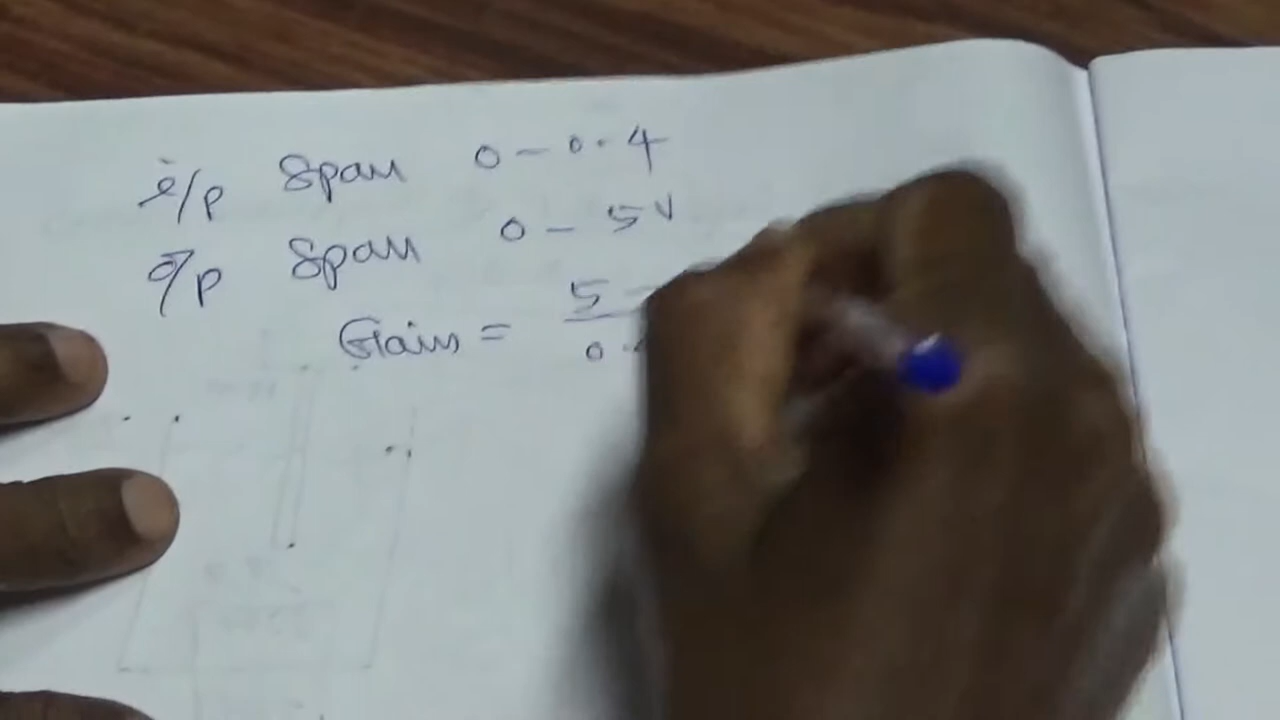 i/p Span 0 - 0.4
o/p Span 0 - 5V
Gain = 5
0.